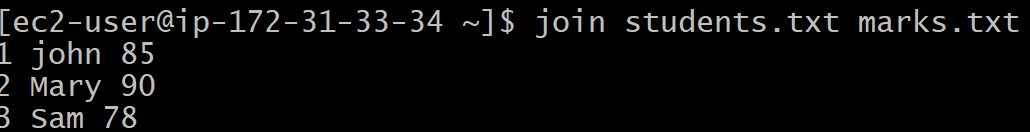 [ec2-user@ip-172-31-33-34 ~]$ join students.txt marks.txt
1 john 85
2 Mary 90
3 Sam 78